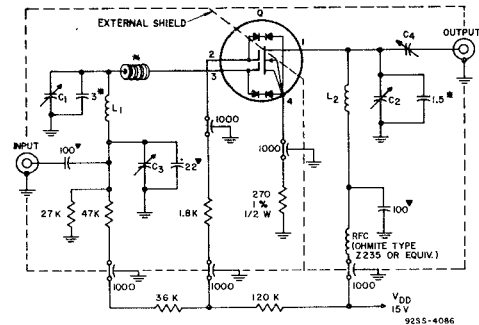 EXTERNAL SHIELD
Q
OUTPUT
1
C4
*
2
3
4
C1
3*
L1
L2
C2
1.5*
1000
1000
INPUT
100▼
C3
22▼
270
1%
1/2 W
100▼
27 K
47K
1.8K
RFC
(OHMITE TYPE
Z235 OR EQUIV.)
1000
1000
1000
36 K
120 K
VDD
15 V
92SS-4086